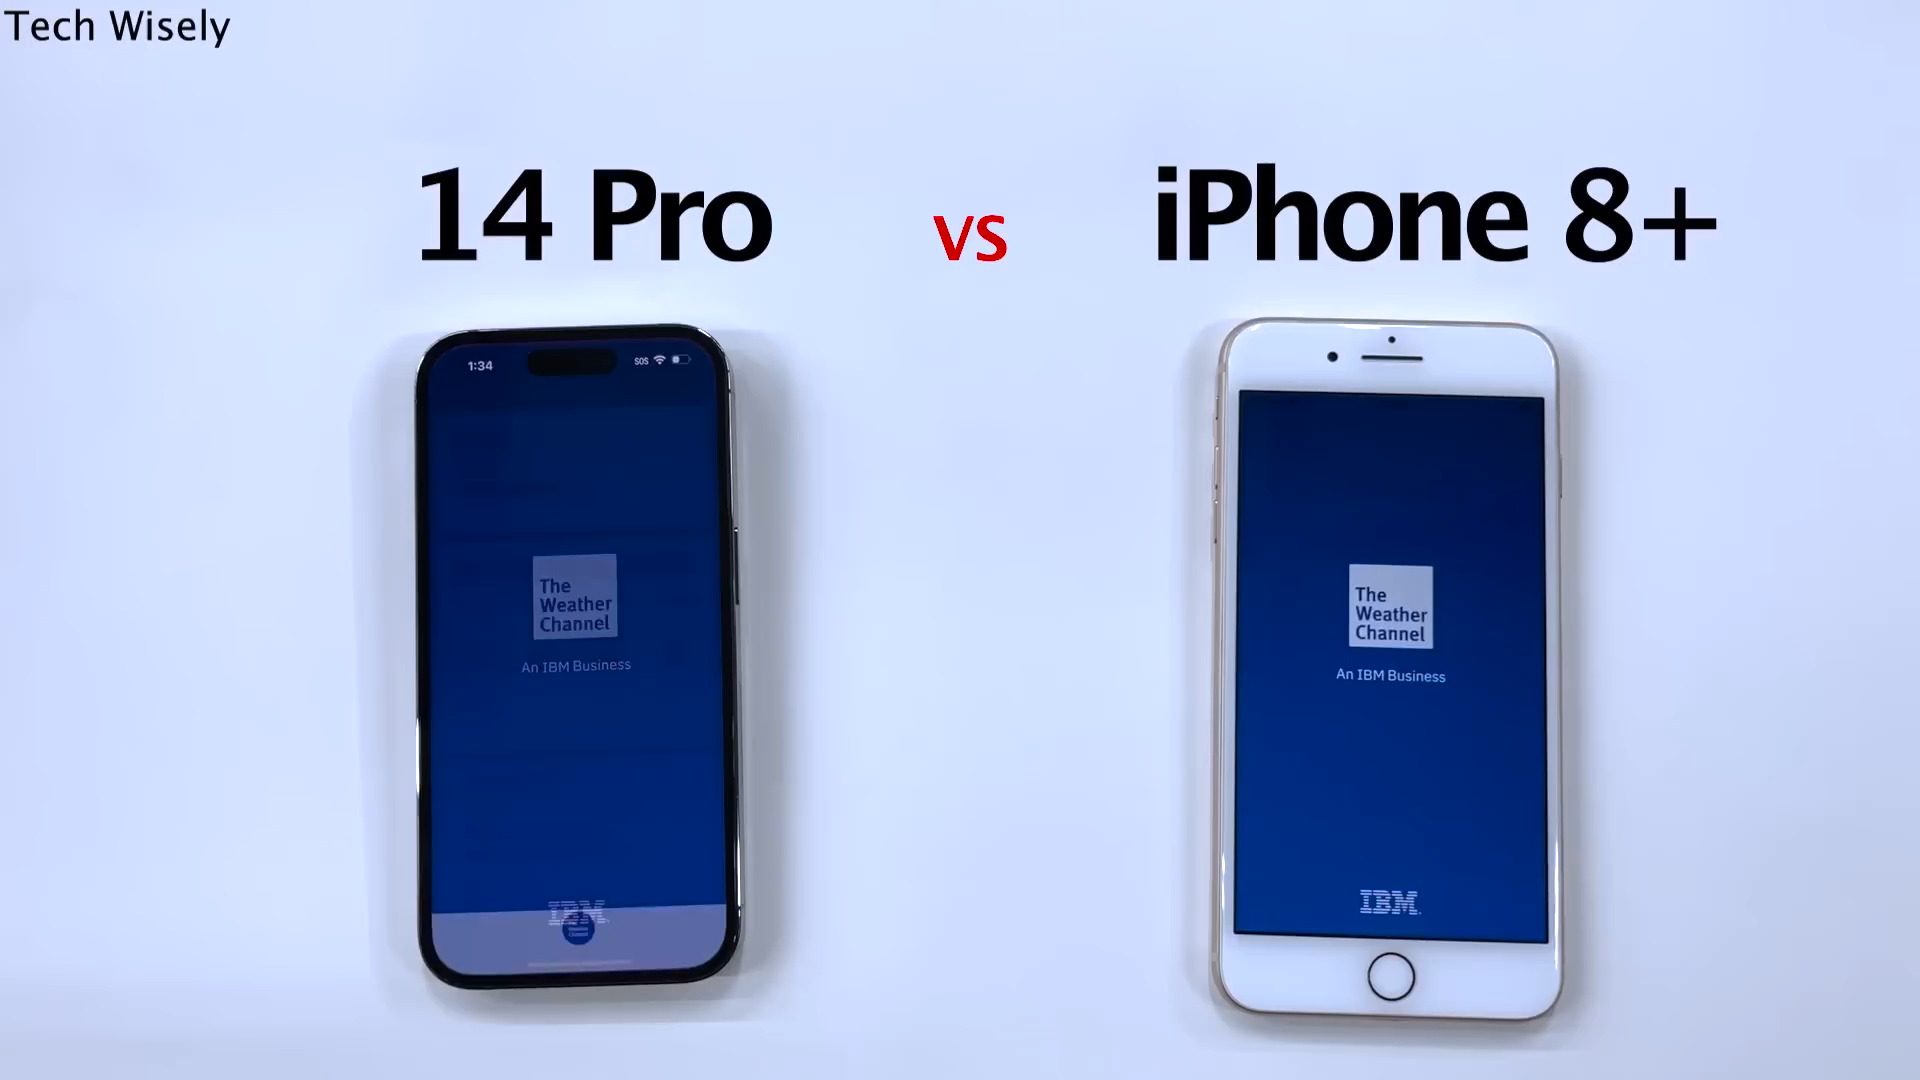 Tech Wisely
14 Pro vs iPhone 8+
1:34
SOS
The
Weather
Channel
An IBM Business
IBM
The
Weather
Channel
An IBM Business
IBM